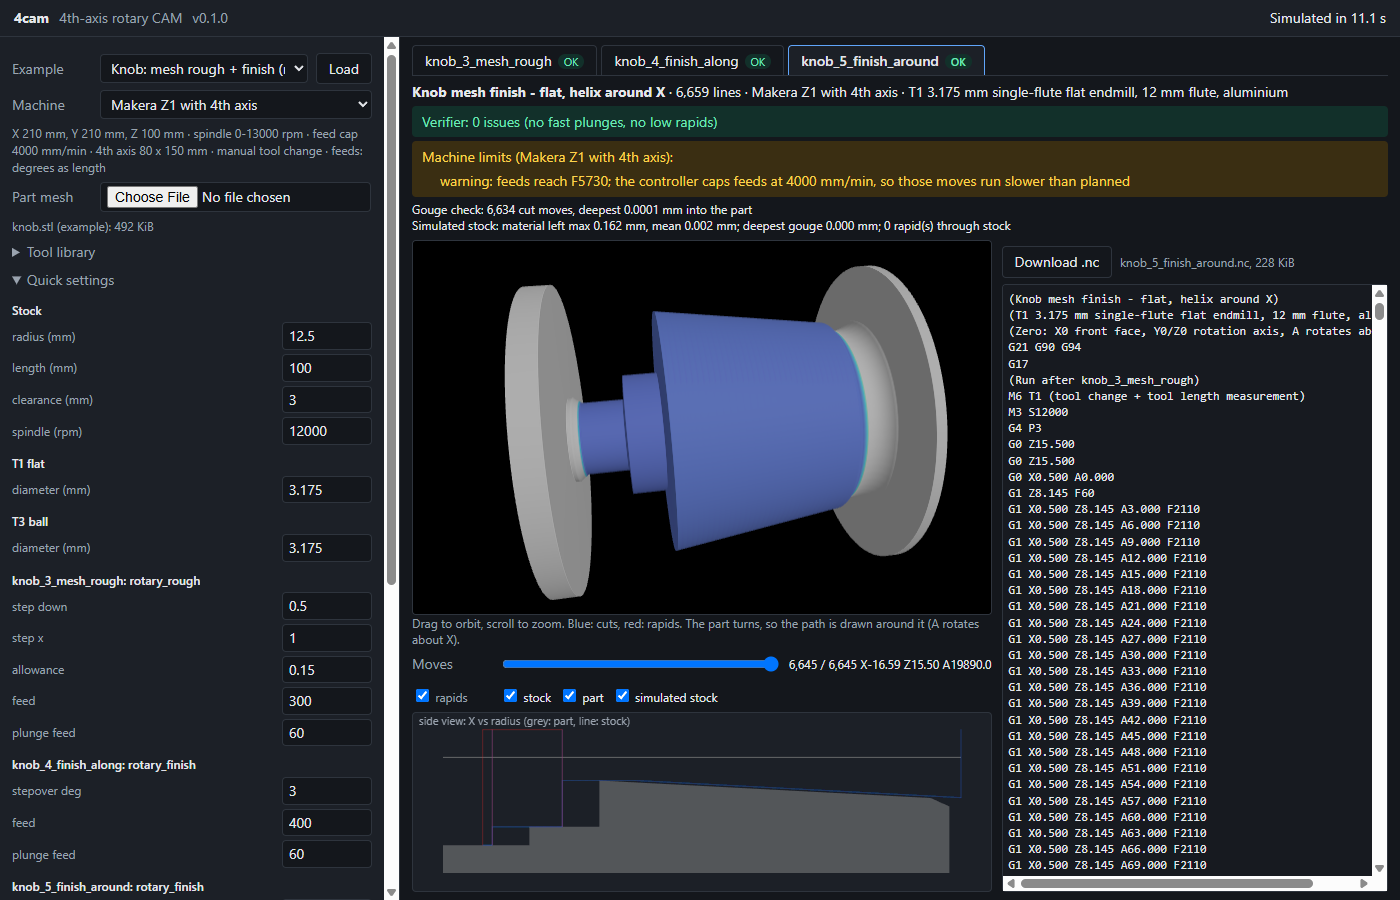 4cam 4th-axis rotary CAM v0.1.0
Simulated in 11.1 s
Example
Knob: mesh rough + finish (
Load
Machine
Makera Z1 with 4th axis
X 210 mm, Y 210 mm, Z 100 mm · spindle 0-13000 rpm · feed cap
4000 mm/min · 4th axis 80 x 150 mm · manual tool change · feeds:
degrees as length
Part mesh
Choose File No file chosen
knob.stl (example): 492 KiB
▶ Tool library
▼ Quick settings
Stock
radius (mm) 12.5
length (mm) 100
clearance (mm) 3
spindle (rpm) 12000
T1 flat
diameter (mm) 3.175
T3 ball
diameter (mm) 3.175
knob_3_mesh_rough: rotary_rough
step down 0.5
step x 1
allowance 0.15
feed 300
plunge feed 60
knob_4_finish_along: rotary_finish
stepover deg 3
feed 400
plunge feed 60
knob_5_finish_around: rotary_finish
knob_3_mesh_rough OK
knob_4_finish_along OK
knob_5_finish_around OK
Knob mesh finish - flat, helix around X · 6,659 lines · Makera Z1 with 4th axis · T1 3.175 mm single-flute flat endmill, 12 mm flute, aluminium
Verifier: 0 issues (no fast plunges, no low rapids)
Machine limits (Makera Z1 with 4th axis):
warning: feeds reach F5730; the controller caps feeds at 4000 mm/min, so those moves run slower than planned
Gouge check: 6,634 cut moves, deepest 0.0001 mm into the part
Simulated stock: material left max 0.162 mm, mean 0.002 mm; deepest gouge 0.000 mm; 0 rapid(s) through stock
Drag to orbit, scroll to zoom. Blue: cuts, red: rapids. The part turns, so the path is drawn around it (A rotates
about X).
Moves
6,645 / 6,645 X-16.59 Z15.50 A19890.0
rapids
stock
part
simulated stock
side view: X vs radius (grey: part, line: stock)
Download .nc
knob_5_finish_around.nc, 228 KiB
(Knob mesh finish - flat, helix around X)
(T1 3.175 mm single-flute flat endmill, 12 mm flute, al
(Zero: X0 front face, Y0/Z0 rotation axis, A rotates ab
G21 G90 G94
G17
(Run after knob_3_mesh_rough)
M6 T1 (tool change + tool length measurement)
M3 S12000
G4 P3
G0 Z15.500
G0 Z15.500
G0 X0.500 A0.000
G1 Z8.145 F60
G1 X0.500 Z8.145 A3.000 F2110
G1 X0.500 Z8.145 A6.000 F2110
G1 X0.500 Z8.145 A9.000 F2110
G1 X0.500 Z8.145 A12.000 F2110
G1 X0.500 Z8.145 A15.000 F2110
G1 X0.500 Z8.145 A18.000 F2110
G1 X0.500 Z8.145 A21.000 F2110
G1 X0.500 Z8.145 A24.000 F2110
G1 X0.500 Z8.145 A27.000 F2110
G1 X0.500 Z8.145 A30.000 F2110
G1 X0.500 Z8.145 A33.000 F2110
G1 X0.500 Z8.145 A36.000 F2110
G1 X0.500 Z8.145 A39.000 F2110
G1 X0.500 Z8.145 A42.000 F2110
G1 X0.500 Z8.145 A45.000 F2110
G1 X0.500 Z8.145 A48.000 F2110
G1 X0.500 Z8.145 A51.000 F2110
G1 X0.500 Z8.145 A54.000 F2110
G1 X0.500 Z8.145 A57.000 F2110
G1 X0.500 Z8.145 A60.000 F2110
G1 X0.500 Z8.145 A63.000 F2110
G1 X0.500 Z8.145 A66.000 F2110
G1 X0.500 Z8.145 A69.000 F2110